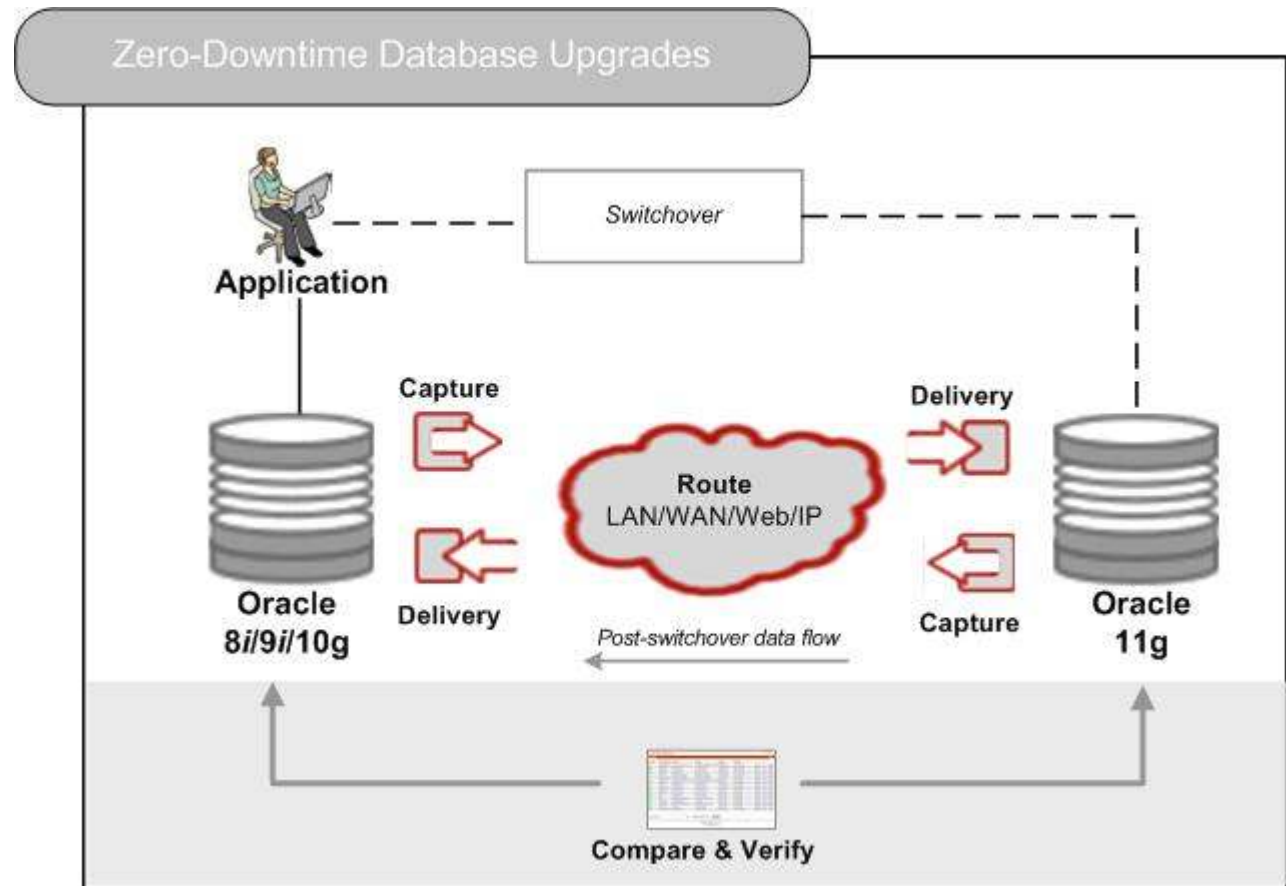 Zero-Downtime Database Upgrades
Switchover
Application
Capture
Delivery
Route
LAN/WAN/Web/IP
Oracle
8i/9i/10g
Delivery
Post-switchover data flow
Capture
Oracle
11g
Compare & Verify